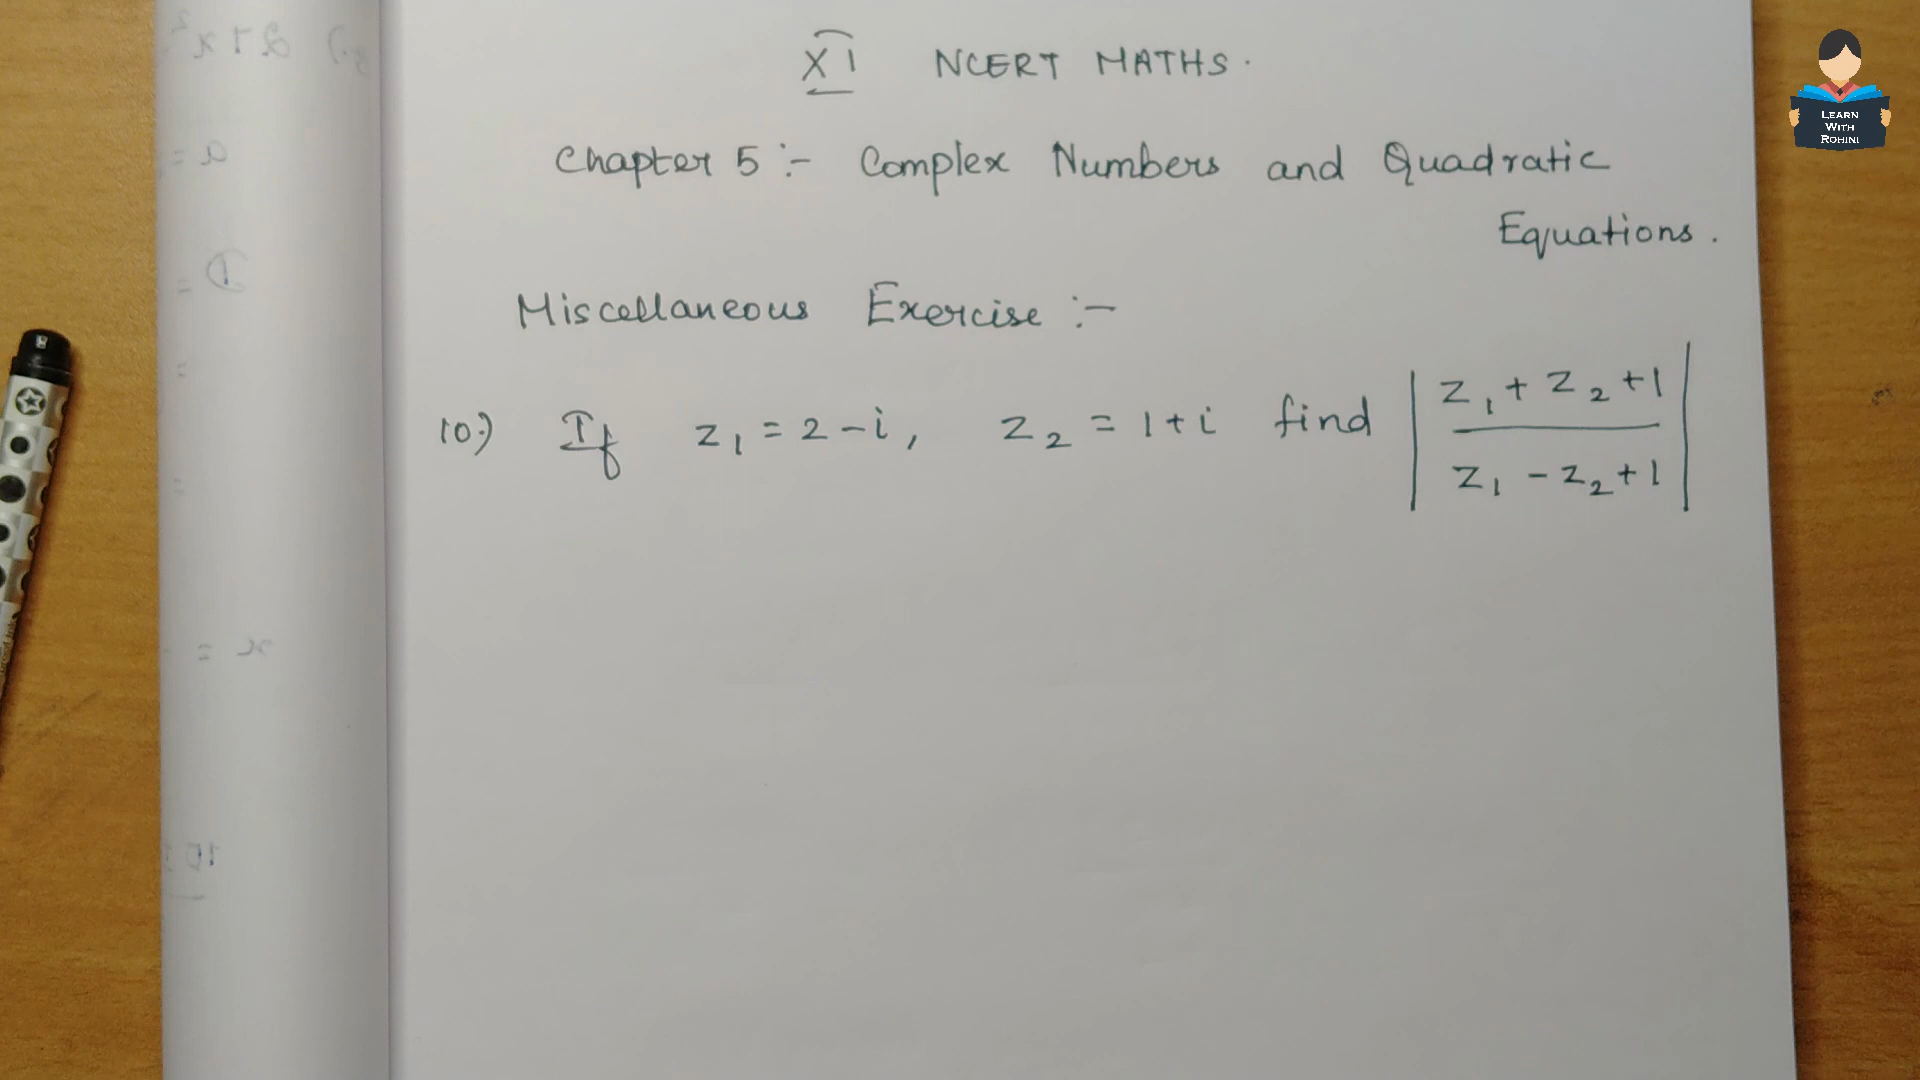 XI NCERT MATHS.
Chapter 5 :- Complex Numbers and Quadratic
Equations.
Miscellaneous Exercise :-
10.) If z₁ = 2 - i, z₂ = 1 + i find | (z₁ + z₂ + 1) / (z₁ - z₂ + 1) |
LEARN
WITH
ROHINI